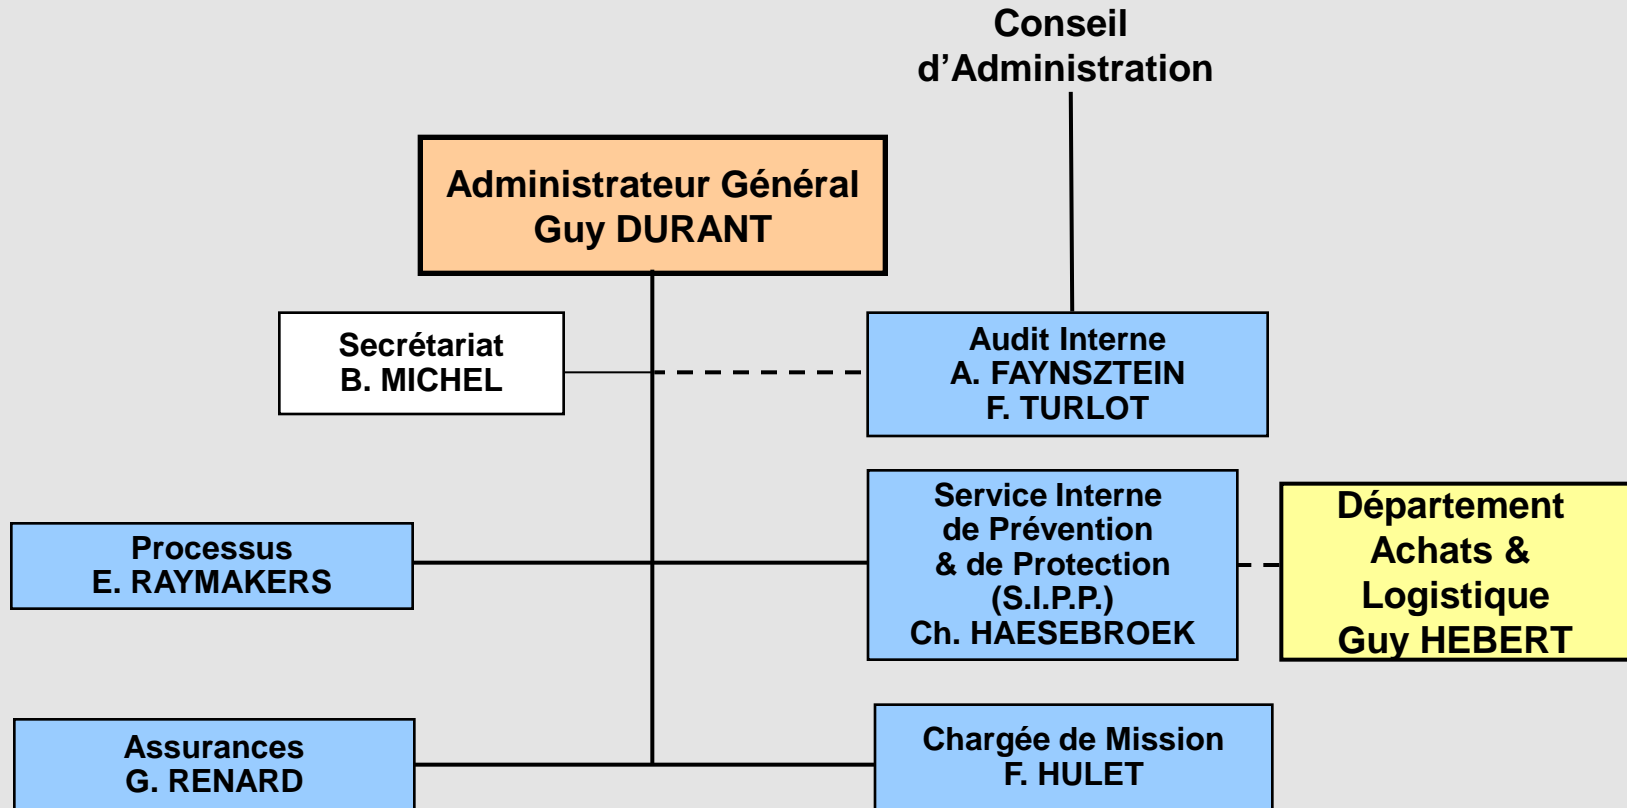 Conseil
d’Administration
Administrateur Général
Guy DURANT
Secrétariat
B. MICHEL
Audit Interne
A. FAYNSZTEIN
F. TURLOT
Processus
E. RAYMAKERS
Service Interne
de Prévention
& de Protection
(S.I.P.P.)
Ch. HAESEBROEK
Département
Achats &
Logistique
Guy HEBERT
Assurances
G. RENARD
Chargée de Mission
F. HULET